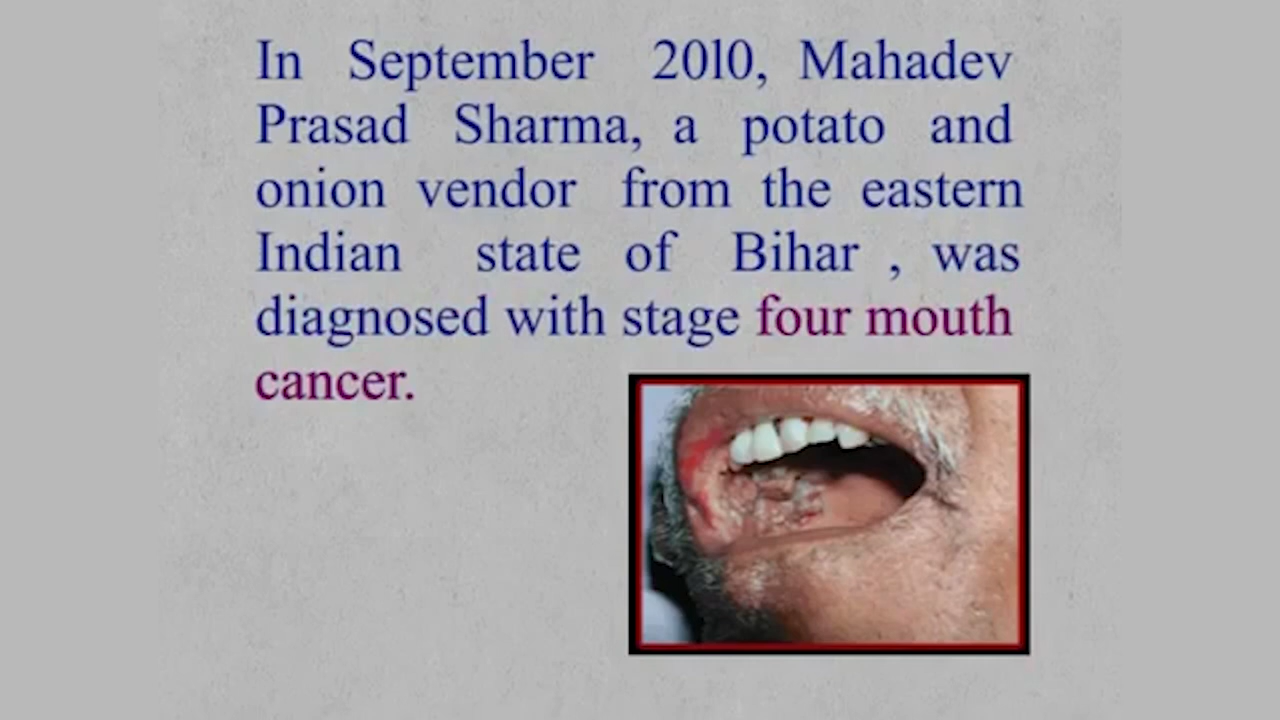 In September 2010, Mahadev
Prasad Sharma, a potato and
onion vendor from the eastern
Indian state of Bihar , was
diagnosed with stage four mouth
cancer.